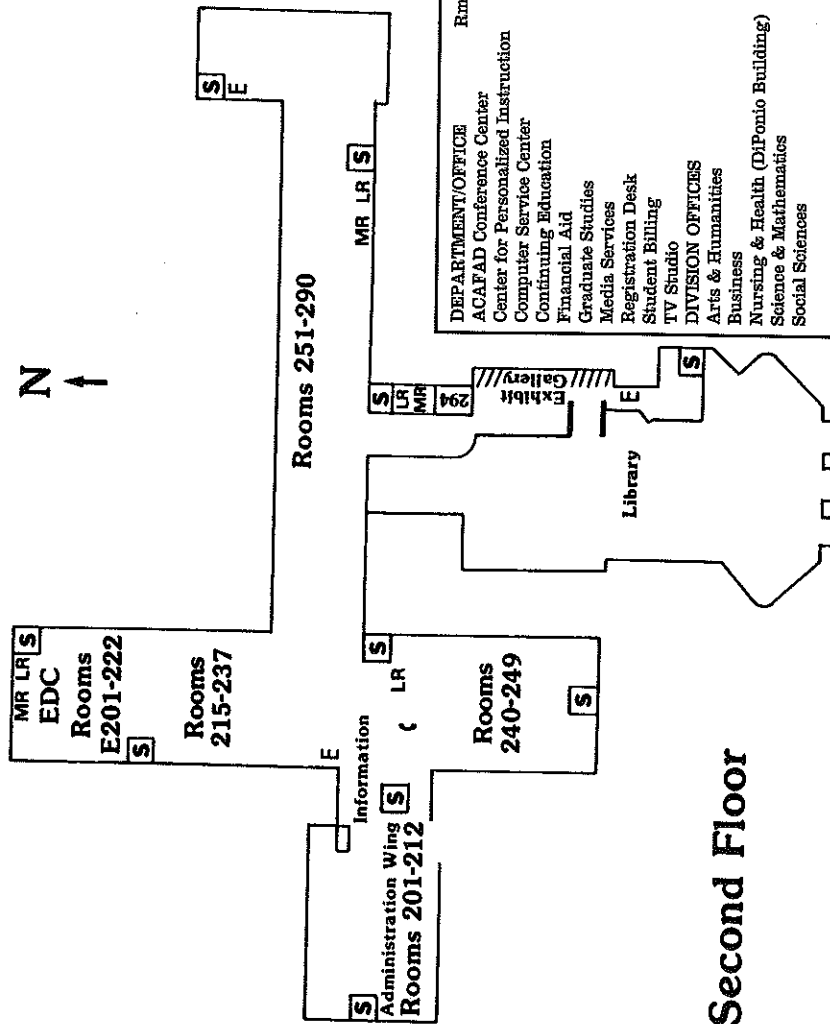 N
MR LR S
EDC
Rooms
E201-222
S
Rooms
215-237
E
Information
S
Administration Wing
Rooms 201-212
S
S
LR
Rooms
240-249
S
Rooms 251-290
S
E
MR LR S
S
LR
MR
294
Exhibit
Gallery
E
S
Library
Second Floor
DEPARTMENT/OFFICE Rm
ACAFAD Conference Center
Center for Personalized Instruction
Computer Service Center
Continuing Education
Financial Aid
Graduate Studies
Media Services
Registration Desk
Student Billing
TV Studio
DIVISION OFFICES
Arts & Humanities
Business
Nursing & Health (DiPonio Building)
Science & Mathematics
Social Sciences